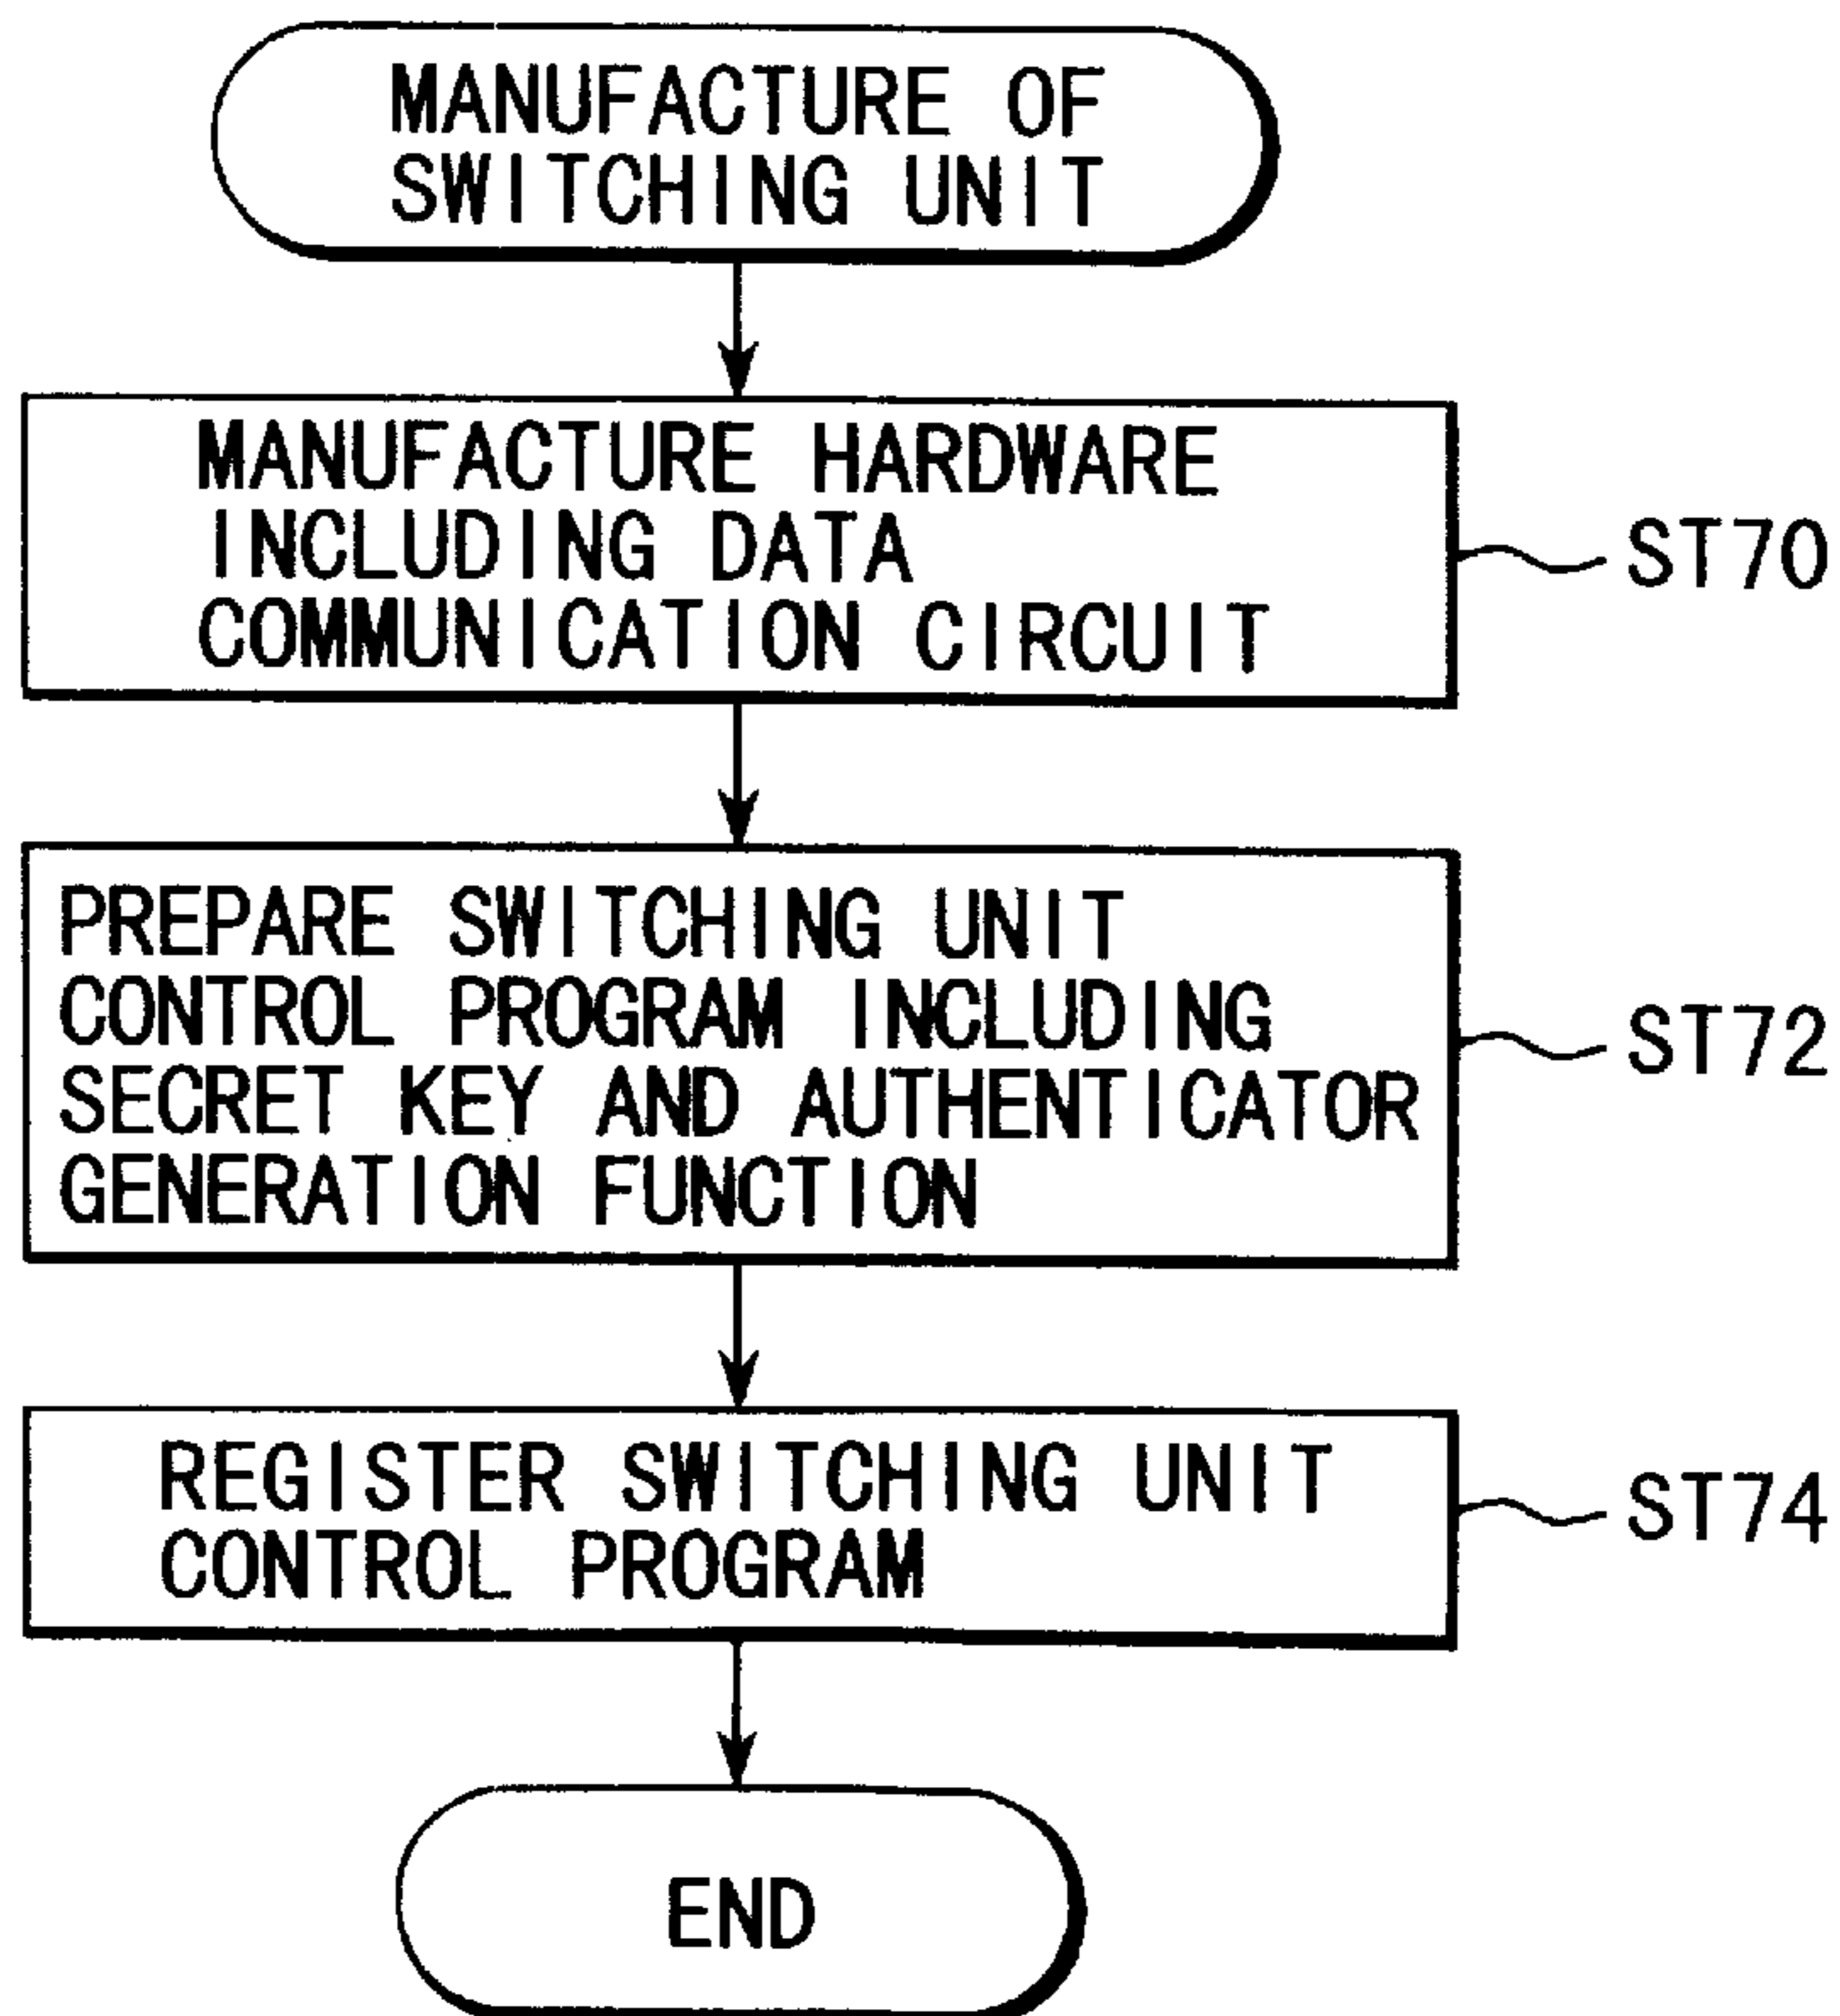 MANUFACTURE OF
SWITCHING UNIT
MANUFACTURE HARDWARE
INCLUDING DATA
COMMUNICATION CIRCUIT
ST70
PREPARE SWITCHING UNIT
CONTROL PROGRAM INCLUDING
SECRET KEY AND AUTHENTICATOR
GENERATION FUNCTION
ST72
REGISTER SWITCHING UNIT
CONTROL PROGRAM
ST74
END